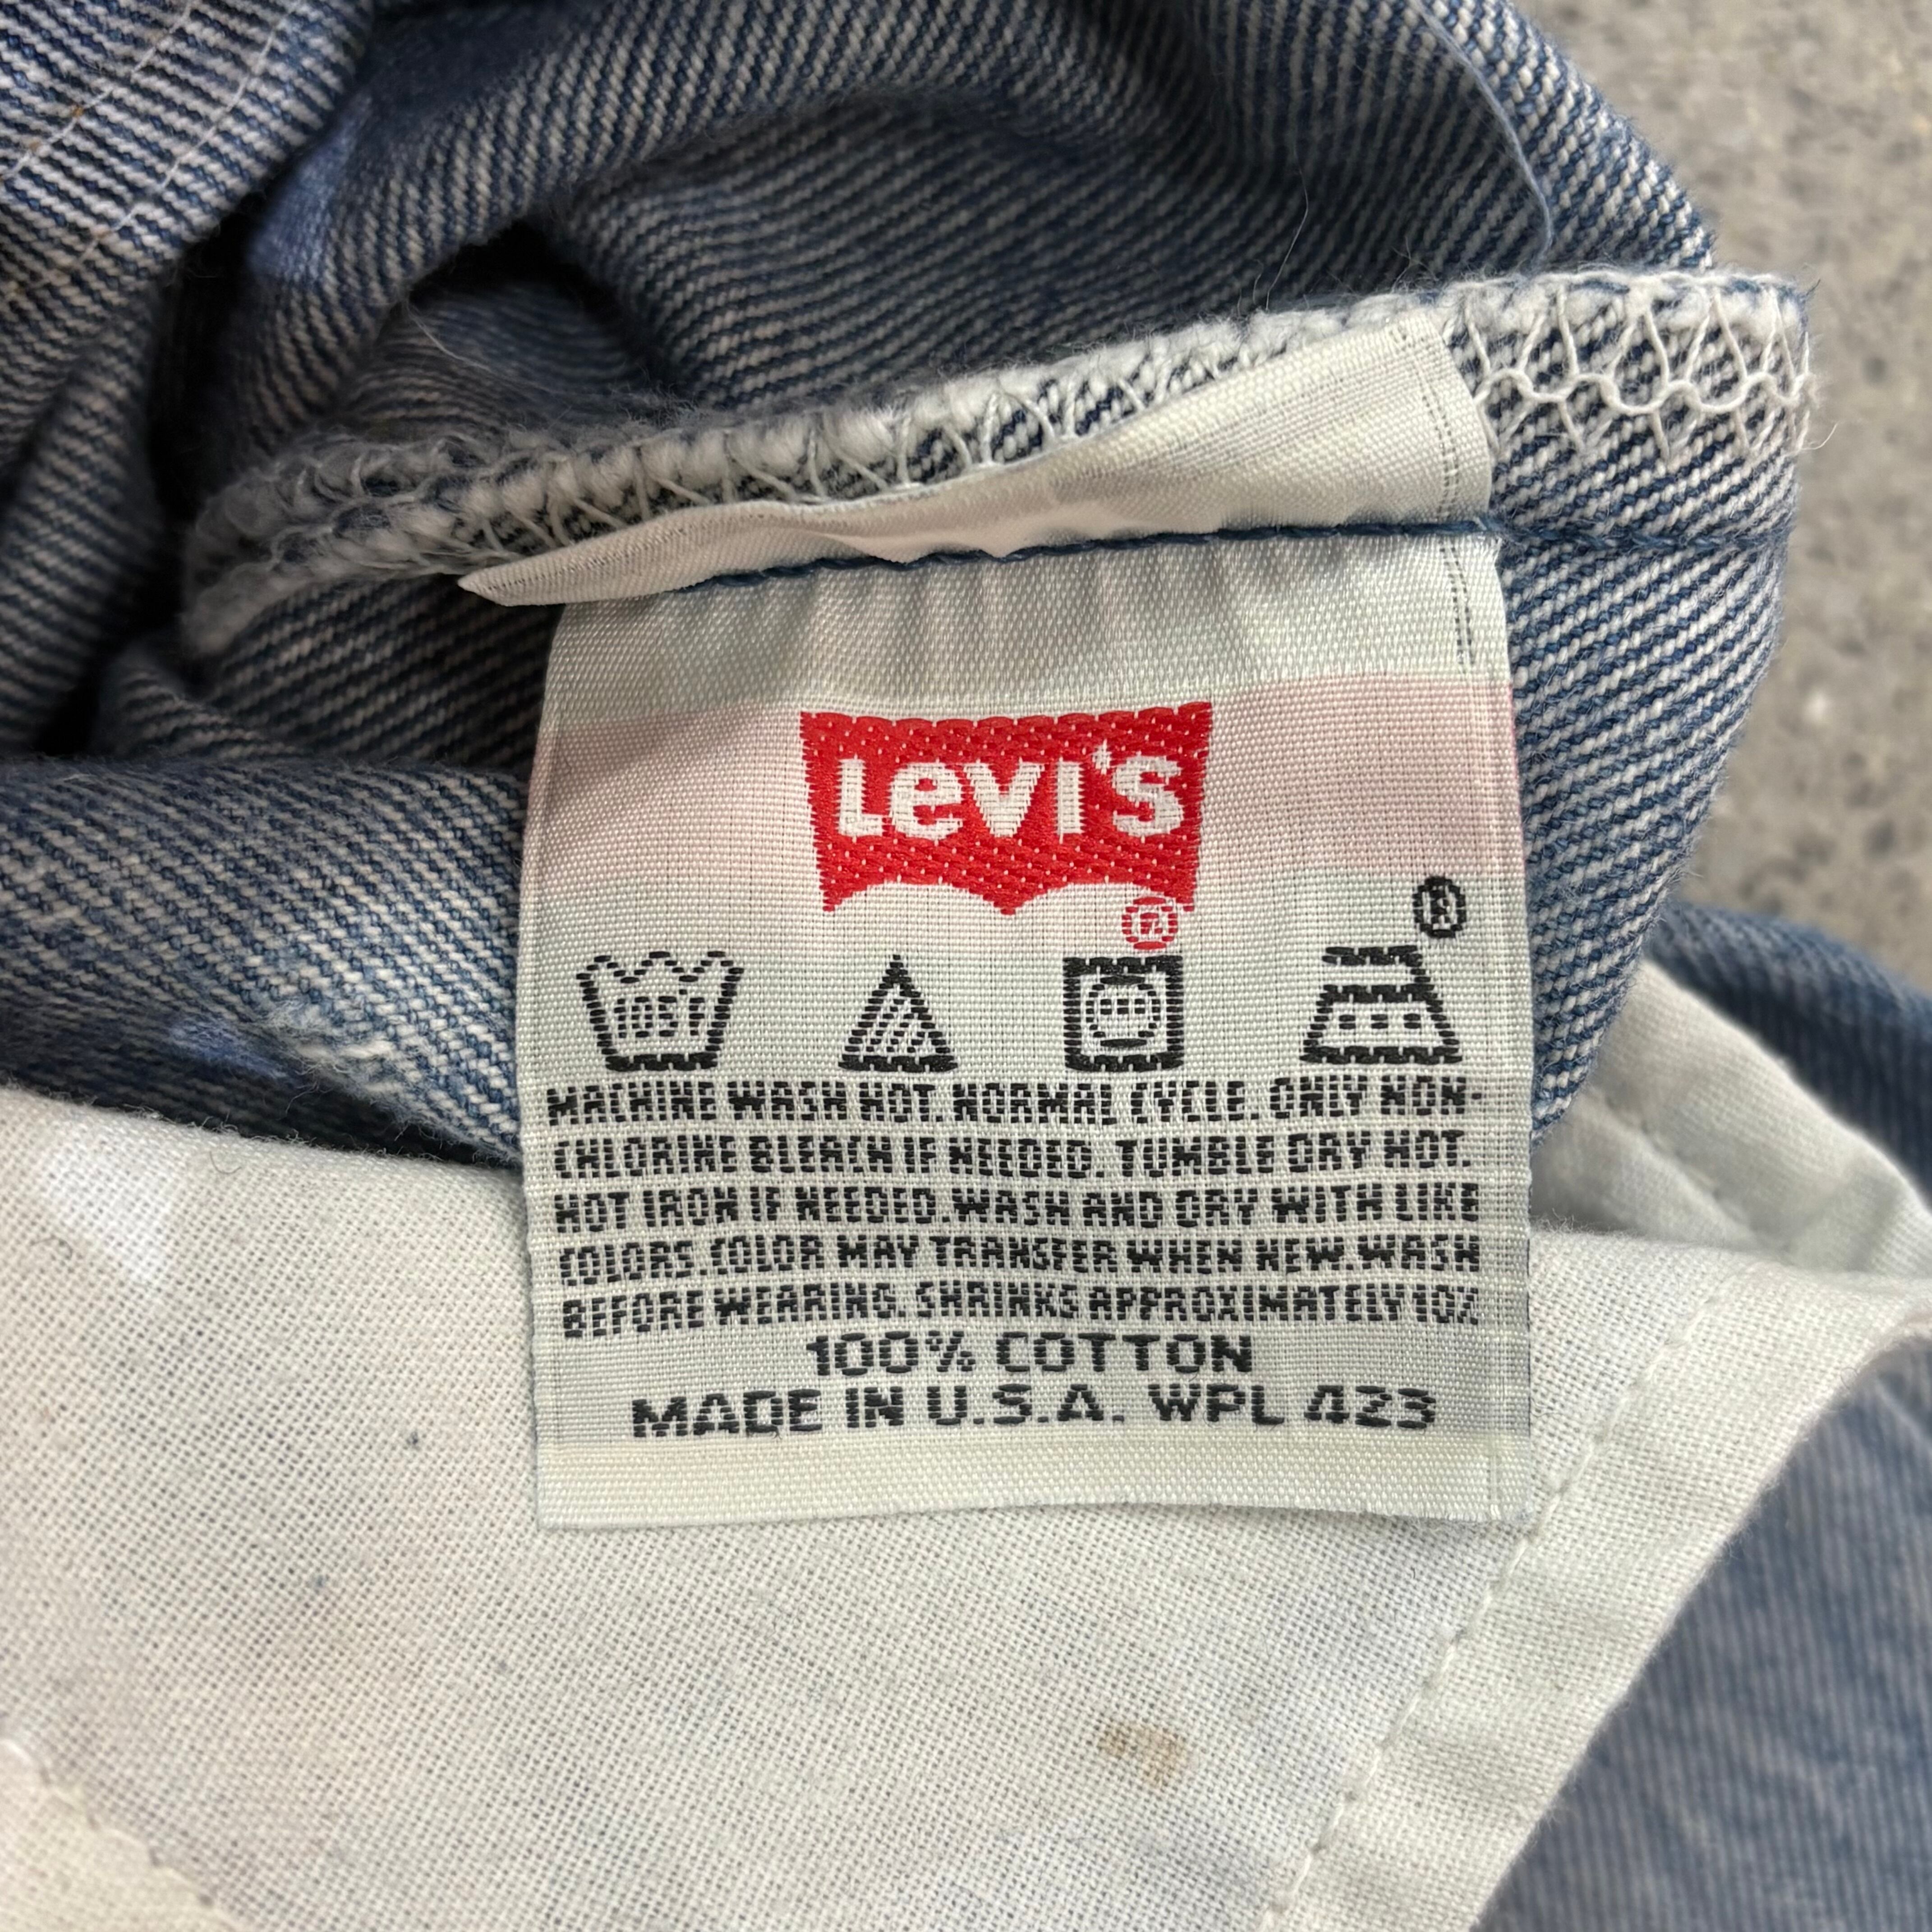 Levi's
®
®
105°F
MACHINE WASH HOT. NORMAL CYCLE. ONLY NON-
CHLORINE BLEACH IF NEEDED. TUMBLE DRY HOT.
HOT IRON IF NEEDED. WASH AND DRY WITH LIKE
COLORS. COLOR MAY TRANSFER WHEN NEW. WASH
BEFORE WEARING. SHRINKS APPROXIMATELY 10%
100% COTTON
MADE IN U.S.A. WPL 423